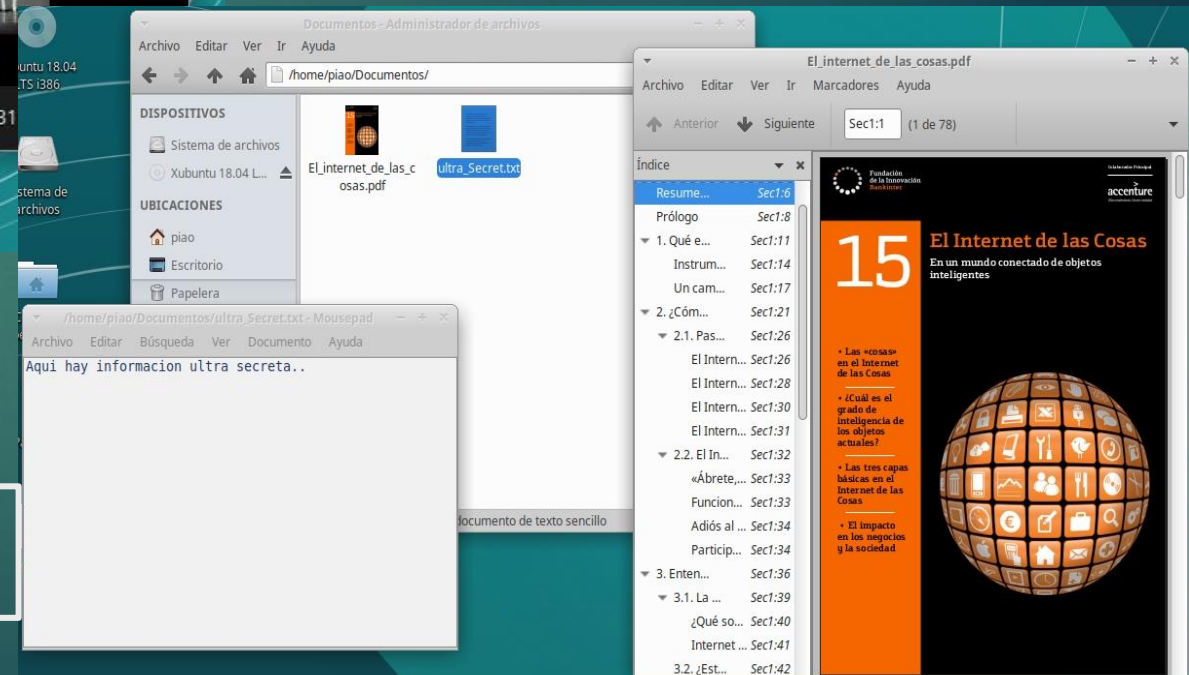 untu 18.04
LTS i386
31
stema de
archivos
Documentos - Administrador de archivos
Archivo Editar Ver Ir Ayuda
/home/piao/Documentos/
DISPOSITIVOS
Sistema de archivos
Xubuntu 18.04 L...
UBICACIONES
piao
Escritorio
Papelera
El_internet_de_las_c
osas.pdf
ultra_Secret.txt
documento de texto sencillo
/home/piao/Documentos/ultra_Secret.txt - Mousepad
Archivo Editar Búsqueda Ver Documento Ayuda
Aqui hay informacion ultra secreta..
El_internet_de_las_cosas.pdf
Archivo Editar Ver Ir Marcadores Ayuda
Anterior Siguiente Sec1:1 (1 de 78)
Índice
Resume... Sec1:6
Prólogo Sec1:8
1. Qué e... Sec1:11
Instrum... Sec1:14
Un cam... Sec1:17
2. ¿Cóm... Sec1:21
2.1. Pas... Sec1:26
El Intern... Sec1:26
El Intern... Sec1:28
El Intern... Sec1:30
El Intern... Sec1:31
2.2. El In... Sec1:32
«Ábrete,... Sec1:33
Funcion... Sec1:33
Adiós al ... Sec1:34
Particip... Sec1:34
3. Enten... Sec1:36
3.1. La ... Sec1:39
¿Qué so... Sec1:40
Internet ... Sec1:41
3.2. ¿Est... Sec1:42
Fundación
de la Innovación
Bankinter
Colaborador Principal
accenture
15
El Internet de las Cosas
En un mundo conectado de objetos
inteligentes
• Las «cosas»
en el Internet
de las Cosas
• ¿Cuál es el
grado de
inteligencia de
los objetos
actuales?
• Las tres capas
básicas en el
Internet de las
Cosas
• El impacto
en los negocios
y la sociedad